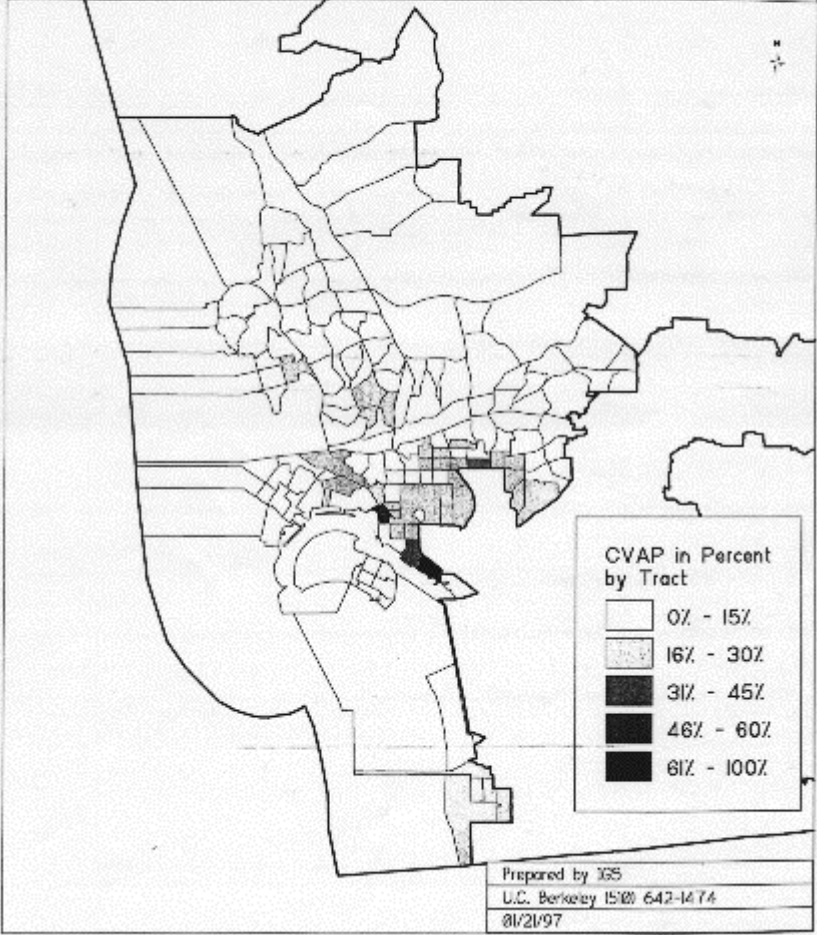 N
CVAP in Percent
by Tract
0% - 15%
16% - 30%
31% - 45%
46% - 60%
61% - 100%
Prepared by IGS
U.C. Berkeley (510) 642-1474
01/21/97